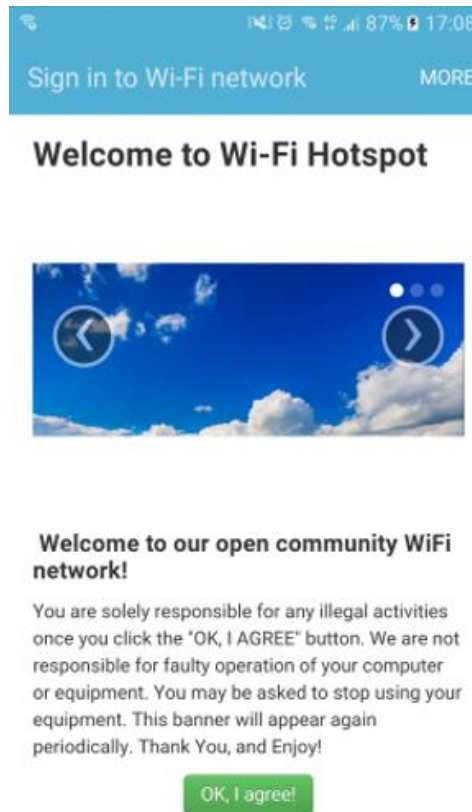 87% 17:08
Sign in to Wi-Fi network MORE
Welcome to Wi-Fi Hotspot
Welcome to our open community WiFi
network!
You are solely responsible for any illegal activities
once you click the "OK, I AGREE" button. We are not
responsible for faulty operation of your computer
or equipment. You may be asked to stop using your
equipment. This banner will appear again
periodically. Thank You, and Enjoy!
OK, I agree!